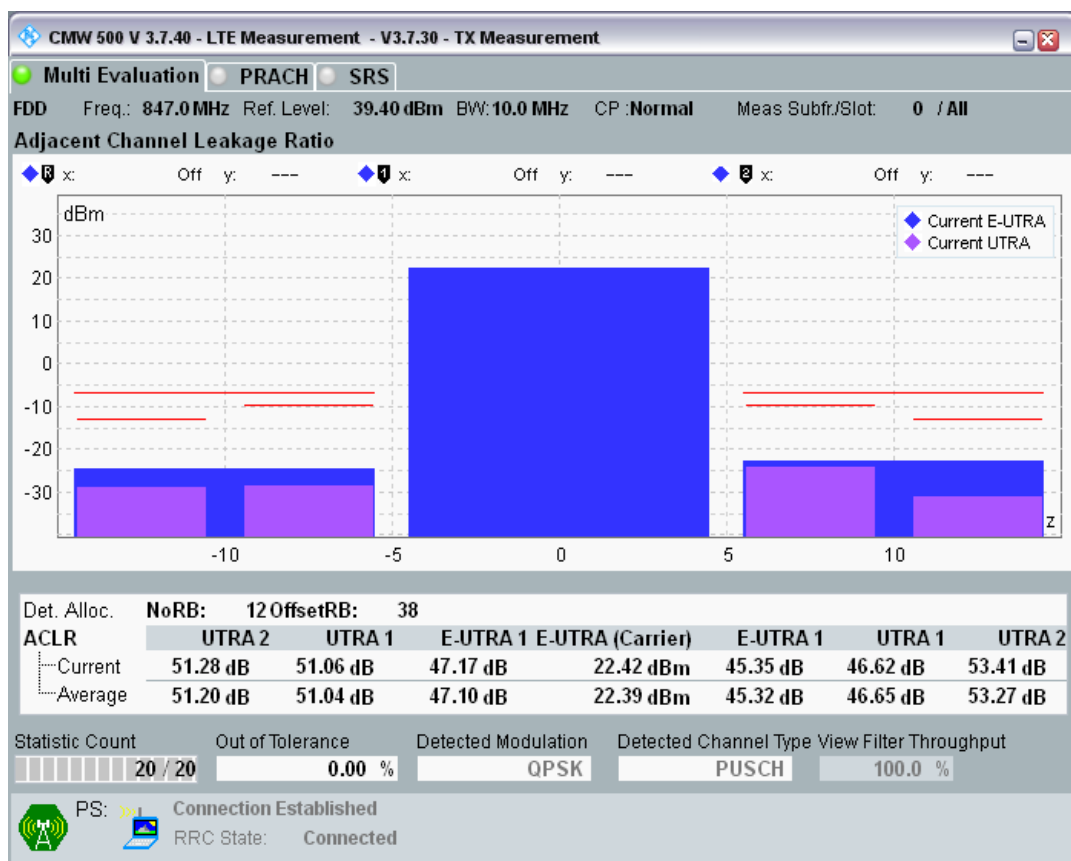 CMW 500 V 3.7.40 - LTE Measurement - V3.7.30 - TX Measurement
Multi Evaluation PRACH SRS
FDD Freq.: 847.0 MHz Ref. Level: 39.40 dBm BW: 10.0 MHz CP :Normal Meas Subfr./Slot: 0 / All
Adjacent Channel Leakage Ratio
R x: Off y: --- 1 x: Off y: --- 2 x: Off y: ---
dBm
Current E-UTRA
Current UTRA
30
20
10
0
-10
-20
-30
z
-10 -5 0 5 10
Det. Alloc. NoRB: 12 OffsetRB: 38
ACLR UTRA 2 UTRA 1 E-UTRA 1 E-UTRA (Carrier) E-UTRA 1 UTRA 1 UTRA 2
Current 51.28 dB 51.06 dB 47.17 dB 22.42 dBm 45.35 dB 46.62 dB 53.41 dB
Average 51.20 dB 51.04 dB 47.10 dB 22.39 dBm 45.32 dB 46.65 dB 53.27 dB
Statistic Count Out of Tolerance Detected Modulation Detected Channel Type View Filter Throughput
20 / 20 0.00 % QPSK PUSCH 100.0 %
PS: Connection Established
RRC State: Connected